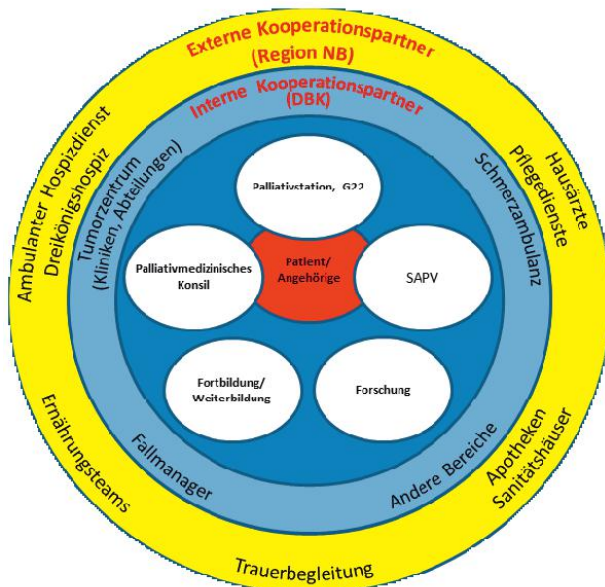 Externe Kooperationspartner
(Region NB)
Interne Kooperationspartner
(DBK)
Ambulanter Hospizdienst
Dreikönigshospiz
Tumorzentrum
(Kliniken, Abteilungen)
Hausärzte
Pflegedienste
Schmerzambulanz
Palliativstation, G22
Palliativmedizinisches
Konsil
Patient/
Angehörige
SAPV
Fortbildung/
Weiterbildung
Forschung
Ernährungsteams
Fallmanager
Andere Bereiche
Apotheken
Sanitätshäuser
Trauerbegleitung